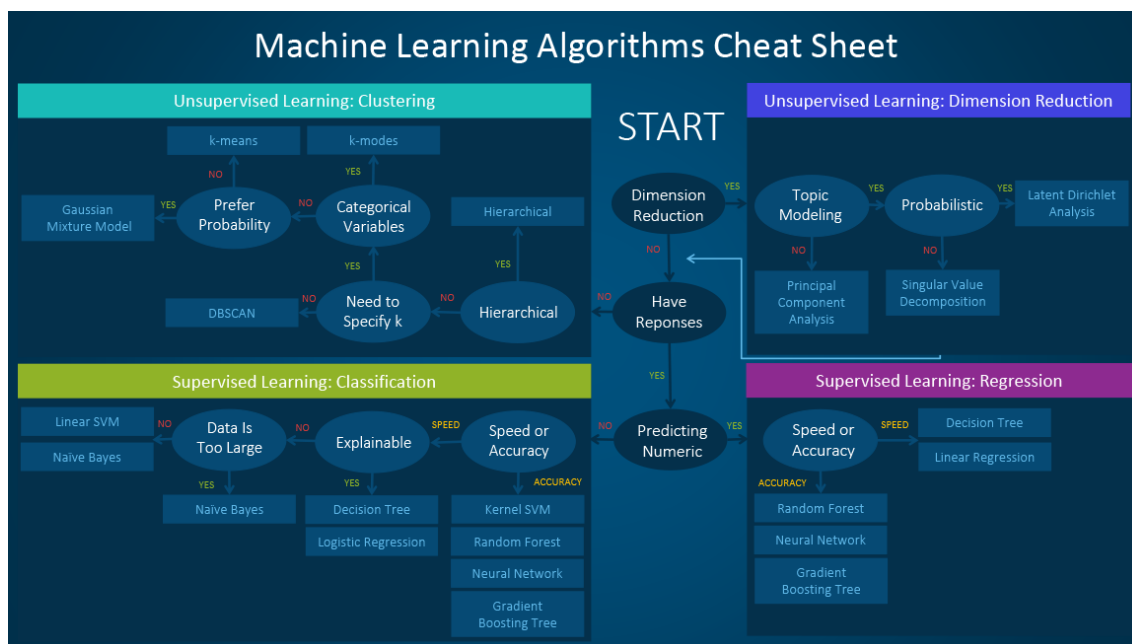 Machine Learning Algorithms Cheat Sheet
Unsupervised Learning: Clustering
k-means
k-modes
NO
YES
Gaussian
Mixture Model
YES
Prefer
Probability
NO
Categorical
Variables
Hierarchical
YES
YES
DBSCAN
NO
Need to
Specify k
NO
Hierarchical
START
Dimension
Reduction
YES
NO
NO
Have
Reponses
YES
NO
Predicting
Numeric
YES
Unsupervised Learning: Dimension Reduction
Topic
Modeling
YES
Probabilistic
YES
Latent Dirichlet
Analysis
NO
NO
Principal
Component
Analysis
Singular Value
Decomposition
Supervised Learning: Classification
Linear SVM
Naïve Bayes
NO
Data Is
Too Large
NO
Explainable
SPEED
Speed or
Accuracy
YES
YES
ACCURACY
Naïve Bayes
Decision Tree
Logistic Regression
Kernel SVM
Random Forest
Neural Network
Gradient
Boosting Tree
Supervised Learning: Regression
Speed or
Accuracy
SPEED
Decision Tree
Linear Regression
ACCURACY
Random Forest
Neural Network
Gradient
Boosting Tree